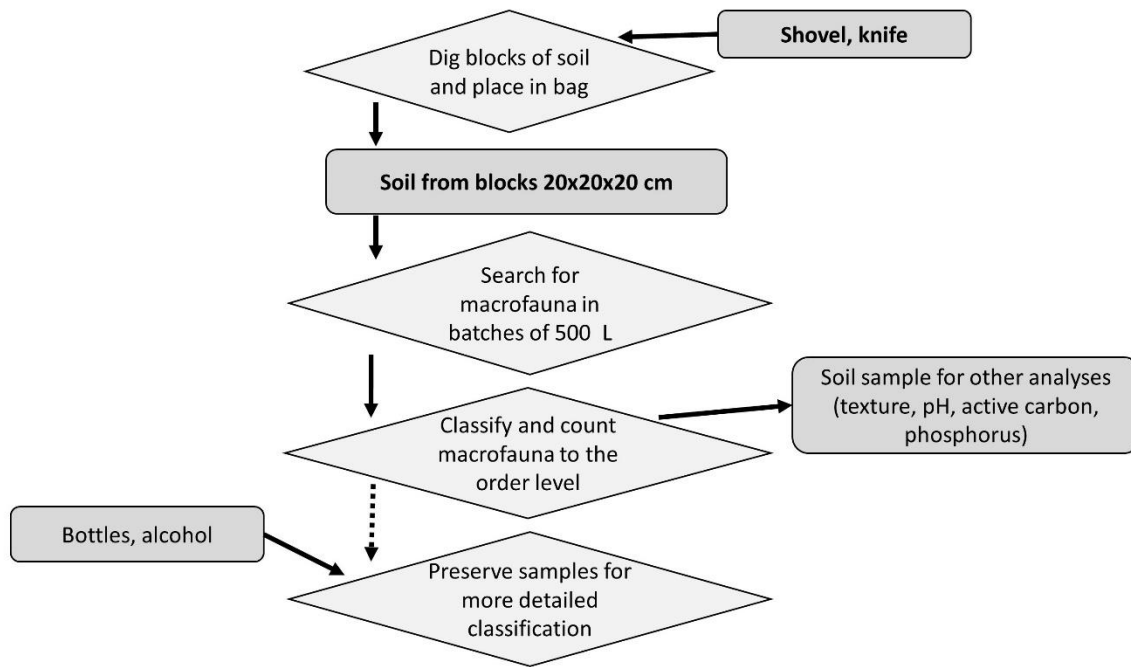 Shovel, knife
Dig blocks of soil
and place in bag
Soil from blocks 20x20x20 cm
Search for
macrofauna in
batches of 500  L
Soil sample for other analyses
(texture, pH, active carbon,
phosphorus)
Classify and count
macrofauna to the
order level
Bottles, alcohol
Preserve samples for
more detailed
classification